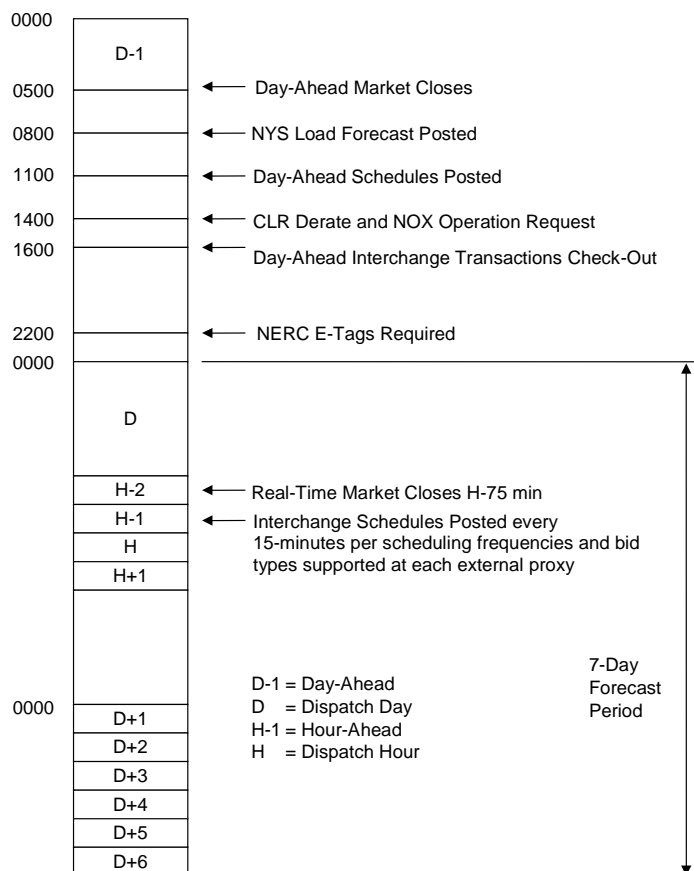 0000
D-1
0500
Day-Ahead Market Closes
0800
NYS Load Forecast Posted
1100
Day-Ahead Schedules Posted
1400
CLR Derate and NOX Operation Request
1600
Day-Ahead Interchange Transactions Check-Out
2200
NERC E-Tags Required
0000
D
H-2
Real-Time Market Closes H-75 min
H-1
Interchange Schedules Posted every
15-minutes per scheduling frequencies and bid
types supported at each external proxy
H
H+1
7-Day
Forecast
Period
D-1 = Day-Ahead
D = Dispatch Day
H-1 = Hour-Ahead
H = Dispatch Hour
0000
D+1
D+2
D+3
D+4
D+5
D+6